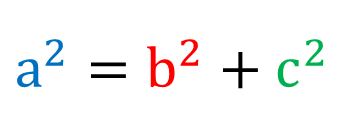 a² = b² + c²